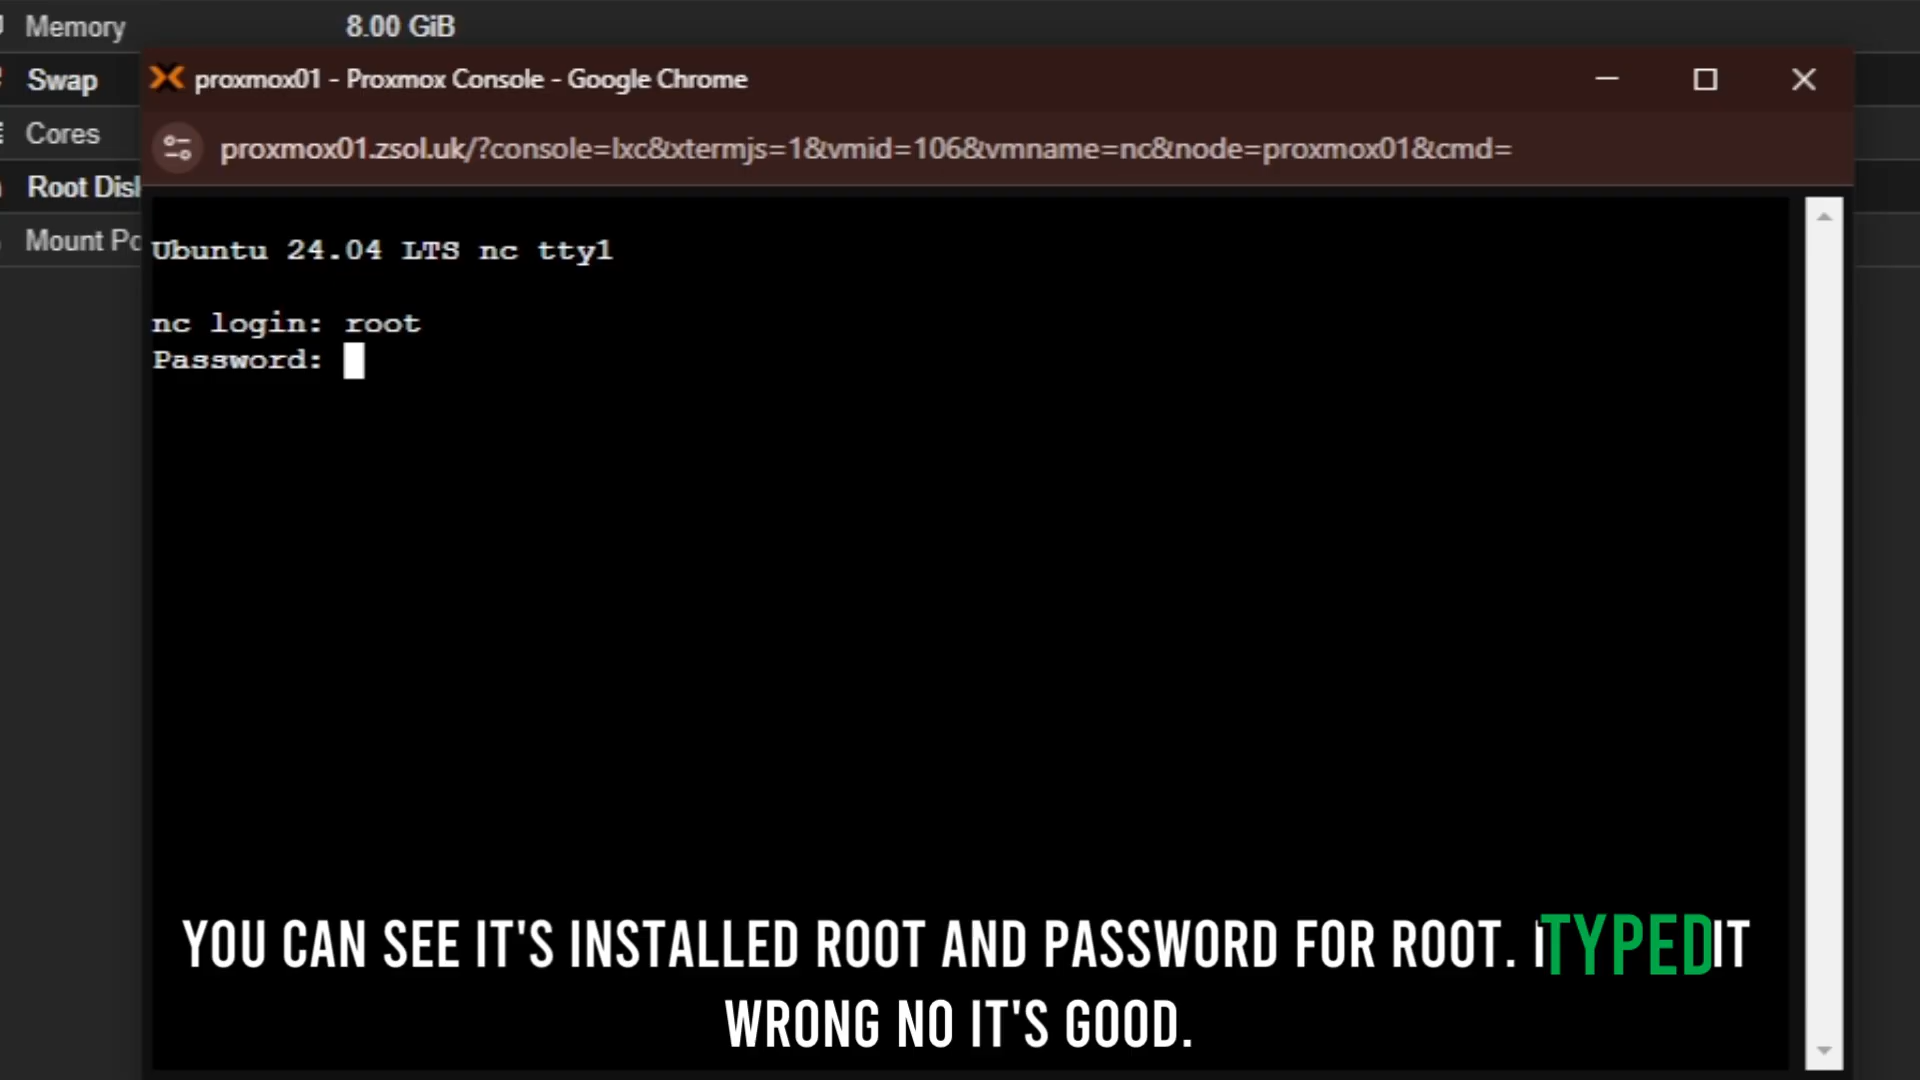 Memory 8.00 GiB
proxmox01 - Proxmox Console - Google Chrome
Swap
Cores
proxmox01.zsol.uk/?console=lxc&xtermjs=1&vmid=106&vmname=nc&node=proxmox01&cmd=
Root Disk
Mount Po
Ubuntu 24.04 LTS nc tty1
nc login: root
Password:
YOU CAN SEE IT'S INSTALLED ROOT AND PASSWORD FOR ROOT. I TYPED IT
WRONG NO IT'S GOOD.